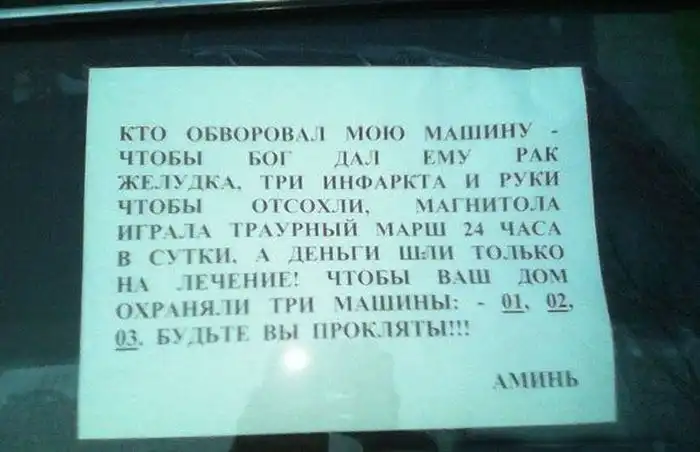 КТО ОБВОРОВАЛ МОЮ МАШИНУ -
ЧТОБЫ БОГ ДАЛ ЕМУ РАК
ЖЕЛУДКА, ТРИ ИНФАРКТА И РУКИ
ЧТОБЫ ОТСОХЛИ, МАГНИТОЛА
ИГРАЛА ТРАУРНЫЙ МАРШ 24 ЧАСА
В СУТКИ, А ДЕНЬГИ ШЛИ ТОЛЬКО
НА ЛЕЧЕНИЕ! ЧТОБЫ ВАШ ДОМ
ОХРАНЯЛИ ТРИ МАШИНЫ: - 01, 02,
03. БУДЬТЕ ВЫ ПРОКЛЯТЫ!!!
АМИНЬ